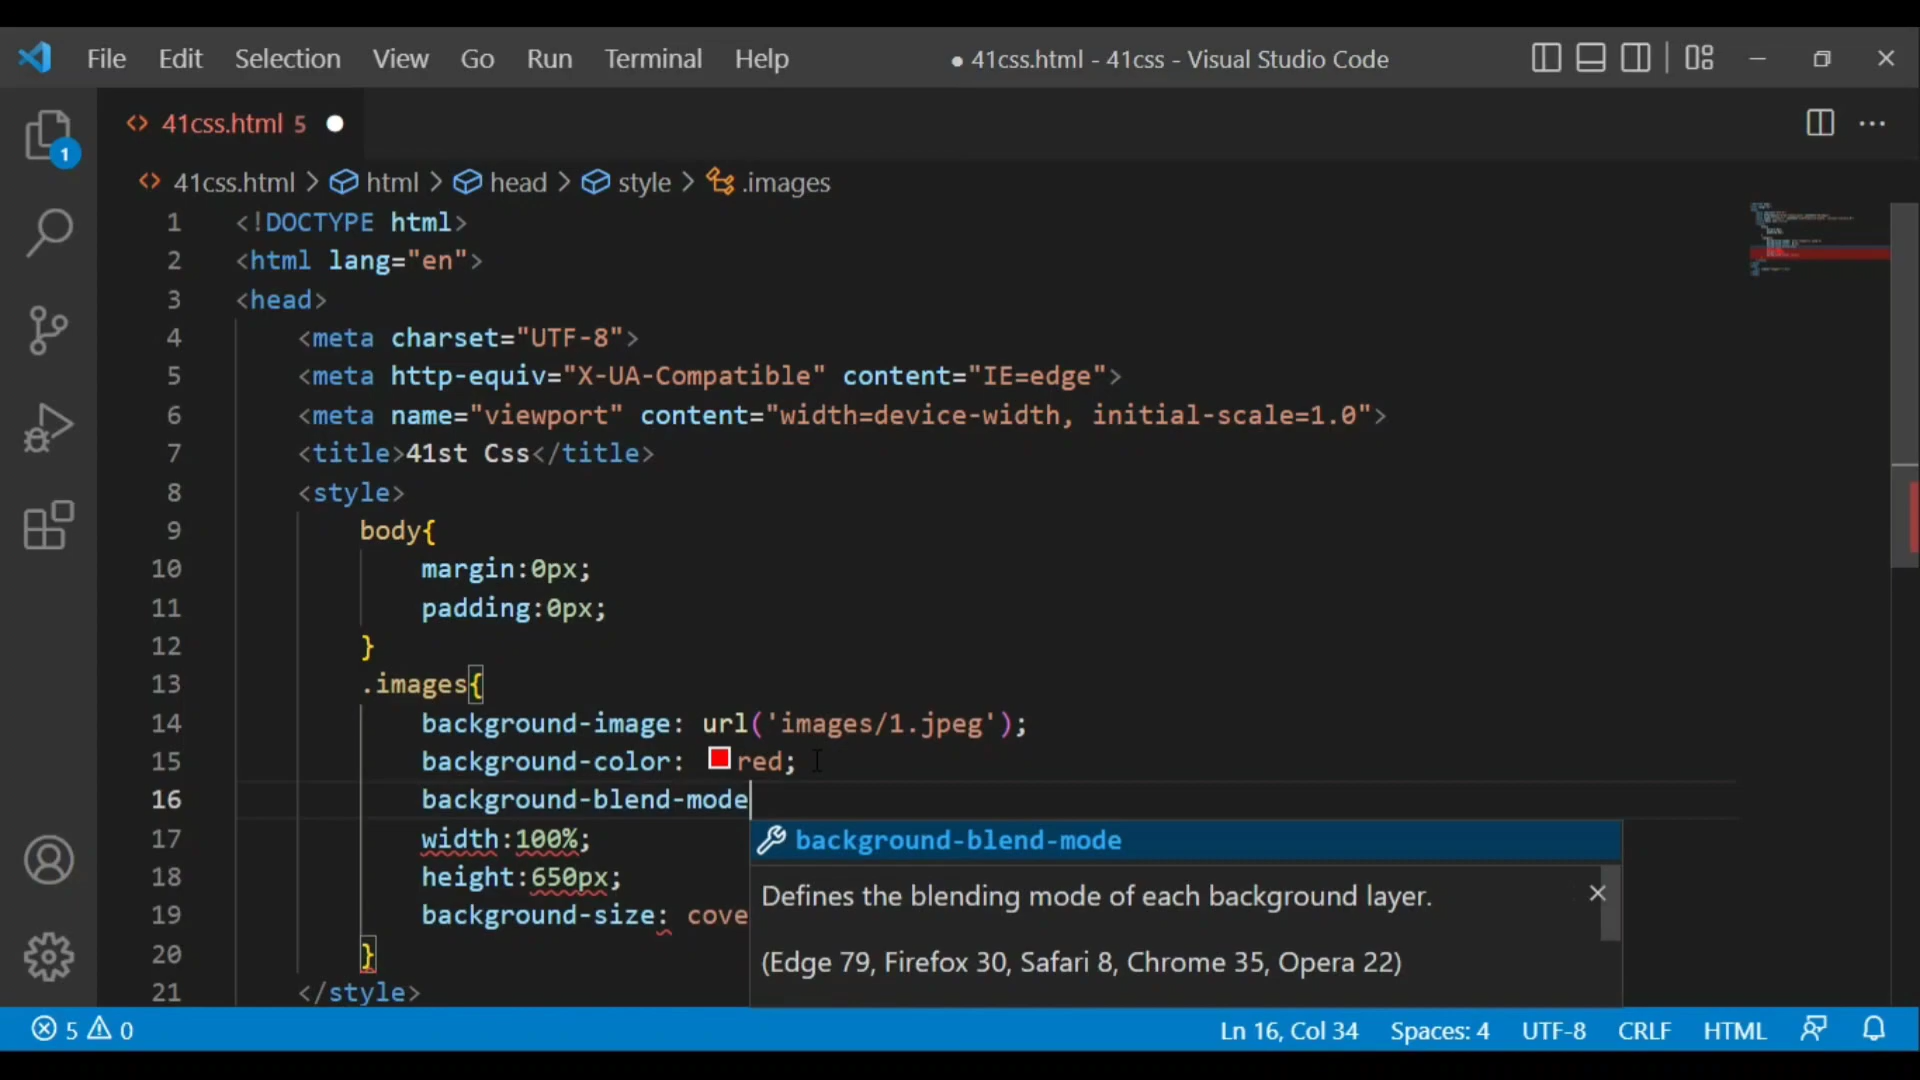 File Edit Selection View Go Run Terminal Help ● 41css.html - 41css - Visual Studio Code
<> 41css.html 5 ●
1
<> 41css.html > html > head > style > .images
1 <!DOCTYPE html>
2 <html lang="en">
3 <head>
4 <meta charset="UTF-8">
5 <meta http-equiv="X-UA-Compatible" content="IE=edge">
6 <meta name="viewport" content="width=device-width, initial-scale=1.0">
7 <title>41st Css</title>
8 <style>
9 body{
10 margin:0px;
11 padding:0px;
12 }
13 .images{
14 background-image: url('images/1.jpeg');
15 background-color: red;
16 background-blend-mode
17 width:100%;
background-blend-mode
18 height:650px;
Defines the blending mode of each background layer.
19 background-size: cove
20 }
(Edge 79, Firefox 30, Safari 8, Chrome 35, Opera 22)
21 </style>
5 0 Ln 16, Col 34 Spaces: 4 UTF-8 CRLF HTML